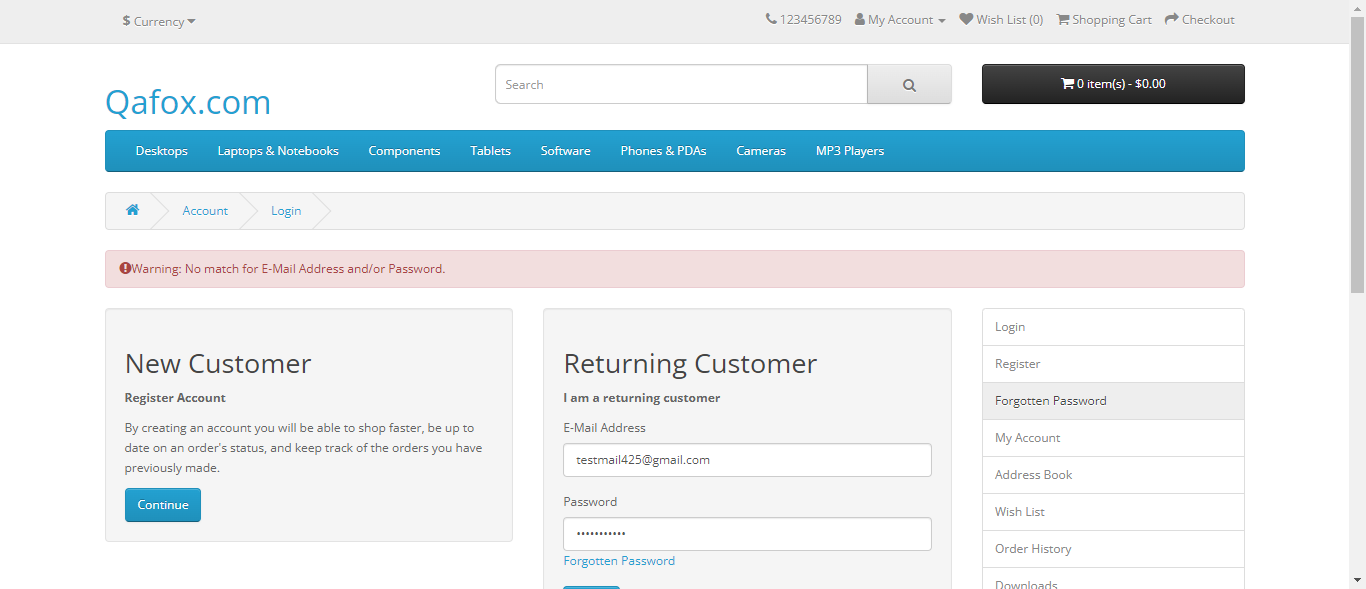 $ Currency
123456789 My Account Wish List (0) Shopping Cart Checkout
Qafox.com
Search
0 item(s) - $0.00
Desktops Laptops & Notebooks Components Tablets Software Phones & PDAs Cameras MP3 Players
Account Login
Warning: No match for E-Mail Address and/or Password.
New Customer
Register Account
By creating an account you will be able to shop faster, be up to
date on an order's status, and keep track of the orders you have
previously made.
Continue
Returning Customer
I am a returning customer
E-Mail Address
testmail425@gmail.com
Password
•••••••••••
Forgotten Password
Login
Register
Forgotten Password
My Account
Address Book
Wish List
Order History
Downloads